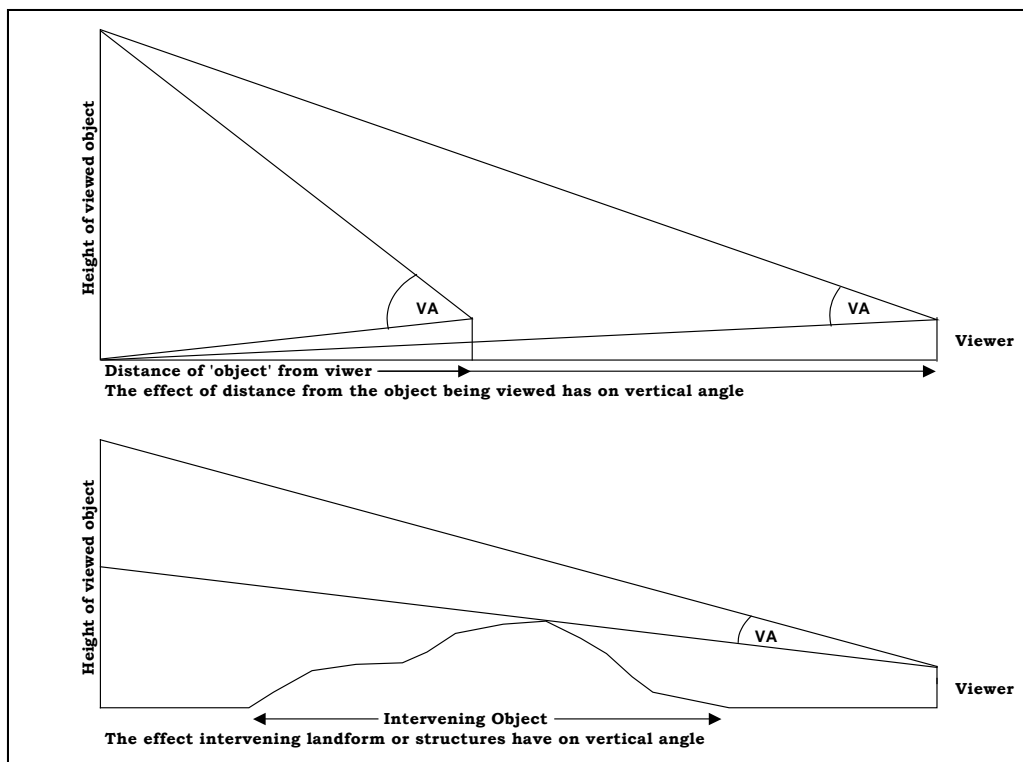 Height of viewed object
VA
VA
Viewer
Distance of 'object' from viwer
The effect of distance from the object being viewed has on vertical angle
Height of viewed object
VA
Viewer
Intervening Object
The effect intervening landform or structures have on vertical angle